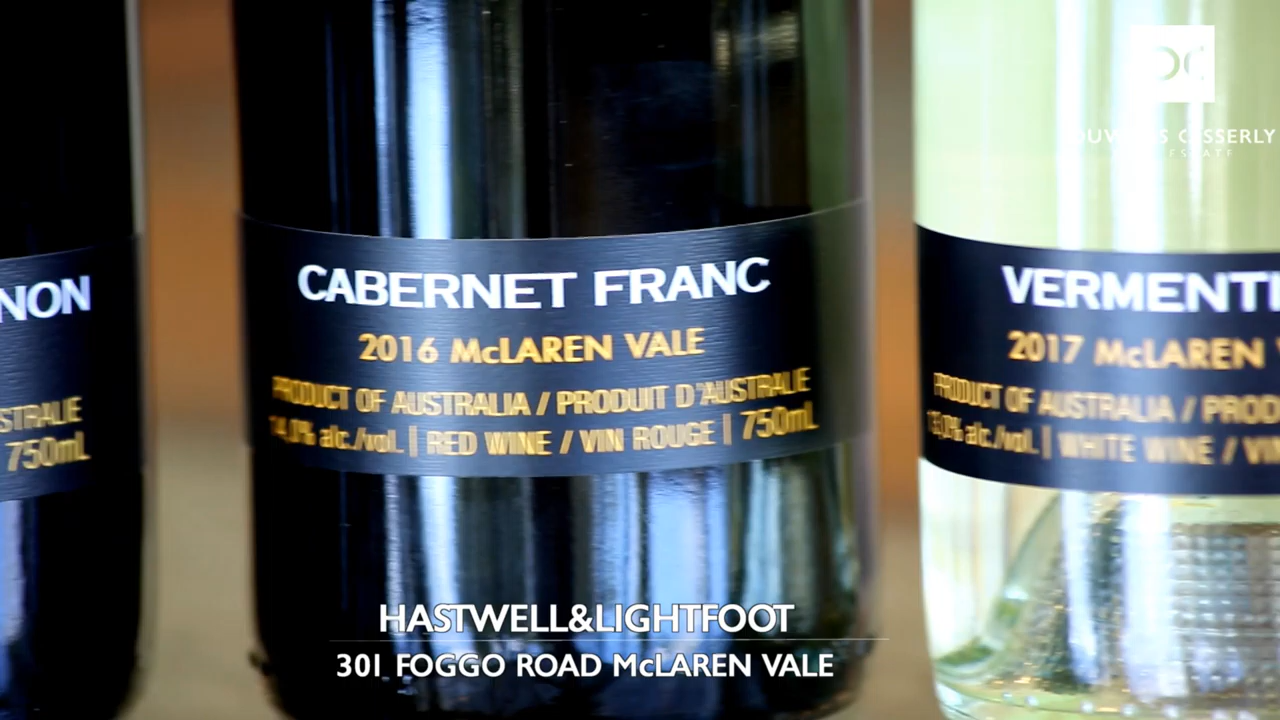 NON
STRALIE
750mL
CABERNET FRANC
2016 McLAREN VALE
PRODUCT OF AUSTRALIA / PRODUIT D'AUSTRALIE
14,0% alc./vol. | RED WINE / VIN ROUGE | 750mL
VERMENTI
2017 McLAREN V
PRODUCT OF AUSTRALIA / PROD
alc./vol. | WHITE WINE / VIN
DC
HASTWELL&LIGHTFOOT
301 FOGGO ROAD McLAREN VALE